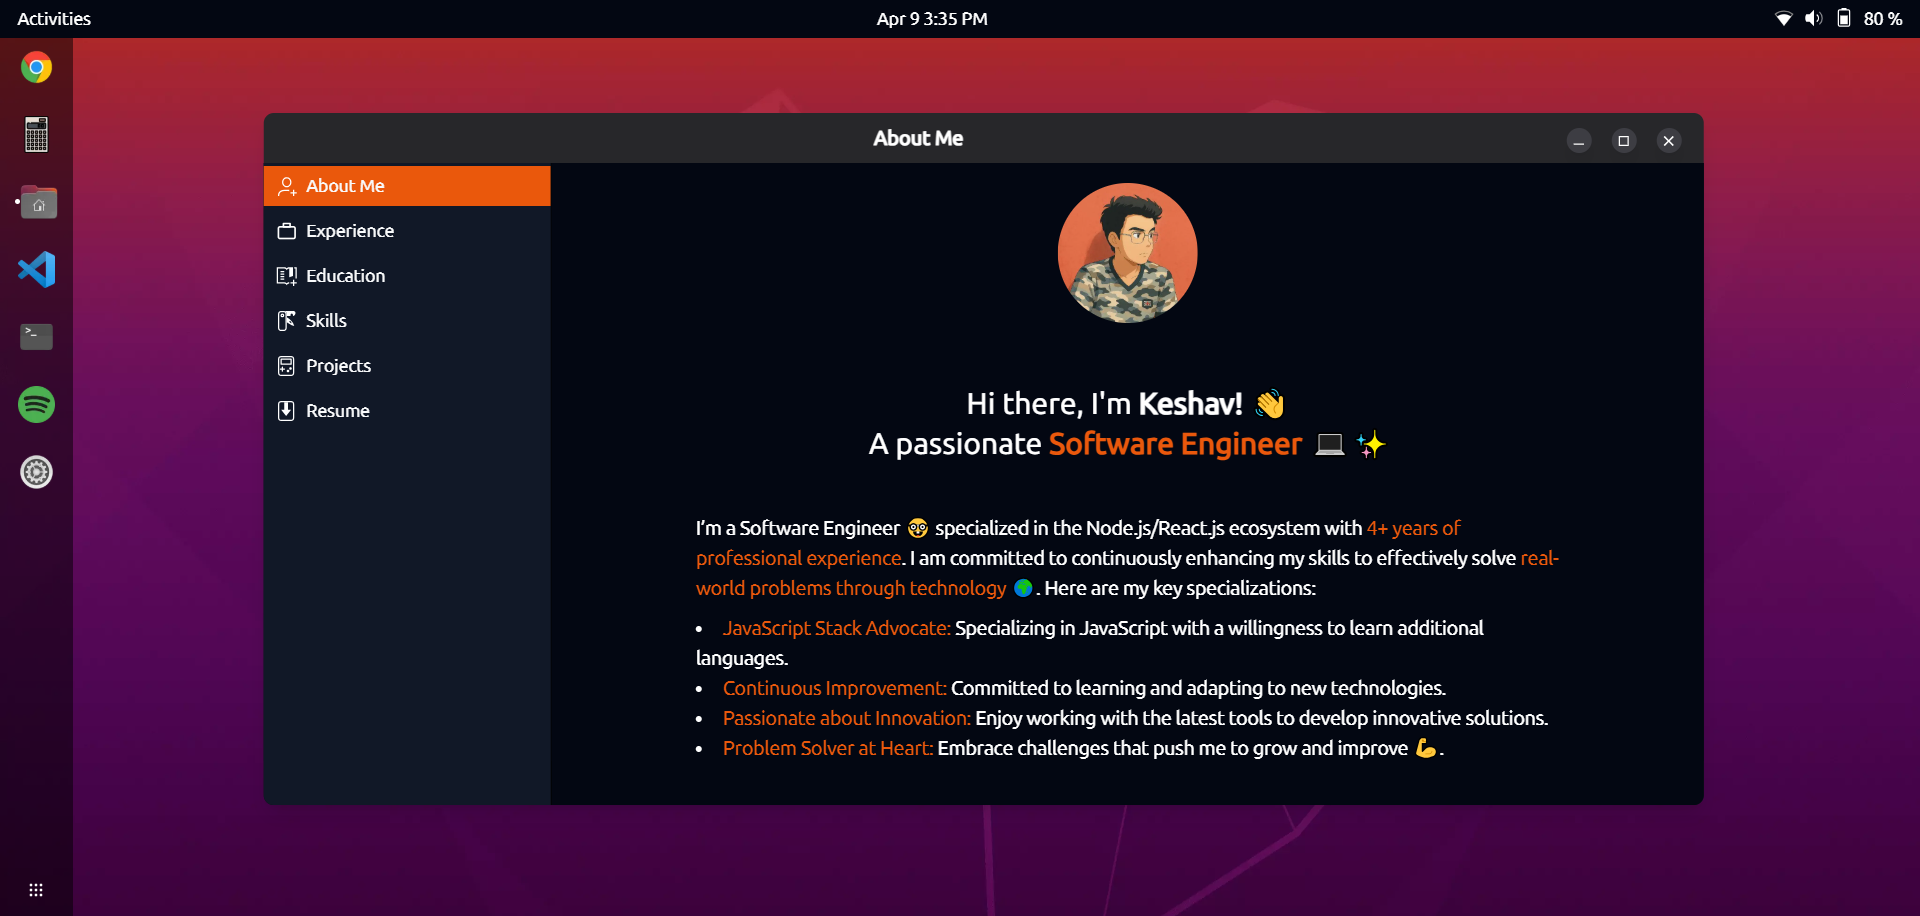 Activities
Apr 9 3:35 PM
80 %
About Me
About Me
Experience
Education
Skills
Projects
Resume
Hi there, I'm Keshav! 👋
A passionate Software Engineer 💻 ✨
I’m a Software Engineer 🤓 specialized in the Node.js/React.js ecosystem with 4+ years of
professional experience. I am committed to continuously enhancing my skills to effectively solve real-
world problems through technology 🌍. Here are my key specializations:
• JavaScript Stack Advocate: Specializing in JavaScript with a willingness to learn additional
languages.
• Continuous Improvement: Committed to learning and adapting to new technologies.
• Passionate about Innovation: Enjoy working with the latest tools to develop innovative solutions.
• Problem Solver at Heart: Embrace challenges that push me to grow and improve 💪.